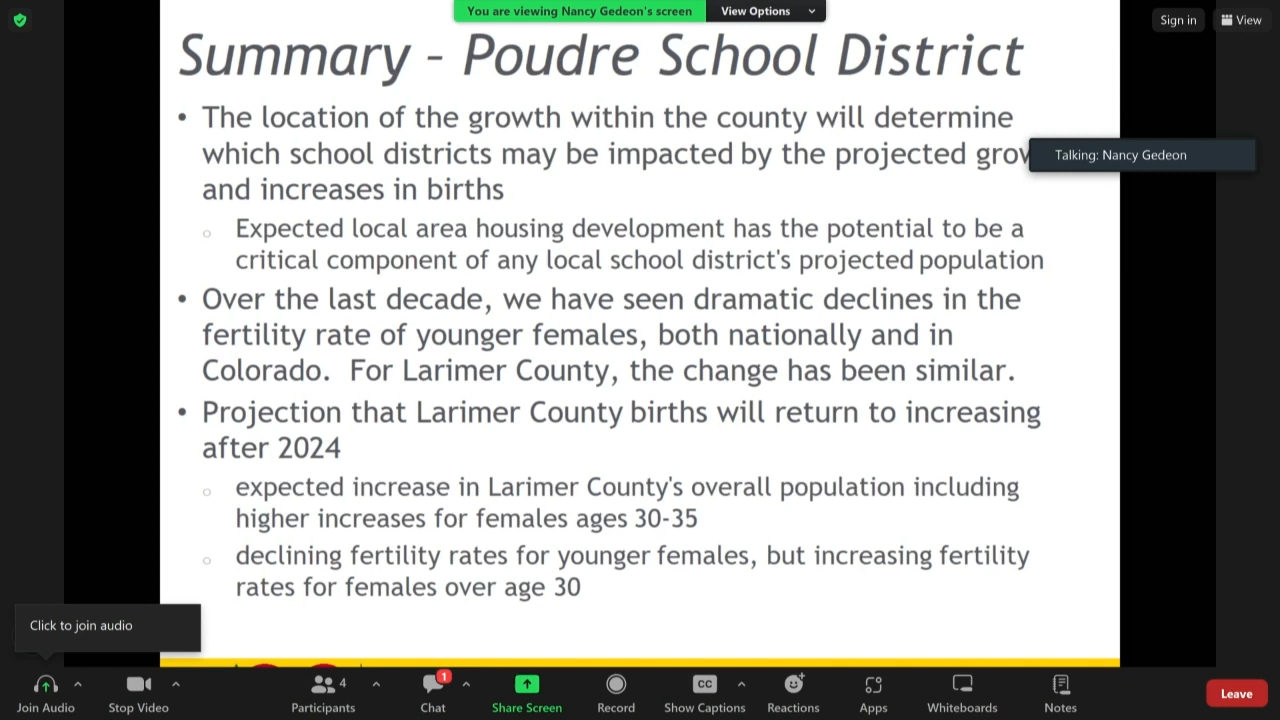 You are viewing Nancy Gedeon's screen
View Options
Sign in
View
Summary - Poudre School District
• The location of the growth within the county will determine
which school districts may be impacted by the projected grow
Talking: Nancy Gedeon
and increases in births
o Expected local area housing development has the potential to be a
critical component of any local school district's projected population
• Over the last decade, we have seen dramatic declines in the
fertility rate of younger females, both nationally and in
Colorado. For Larimer County, the change has been similar.
• Projection that Larimer County births will return to increasing
after 2024
o expected increase in Larimer County's overall population including
higher increases for females ages 30-35
o declining fertility rates for younger females, but increasing fertility
rates for females over age 30
Click to join audio
4
1
CC
Join Audio
Stop Video
Participants
Chat
Share Screen
Record
Show Captions
Reactions
Apps
Whiteboards
Notes
Leave